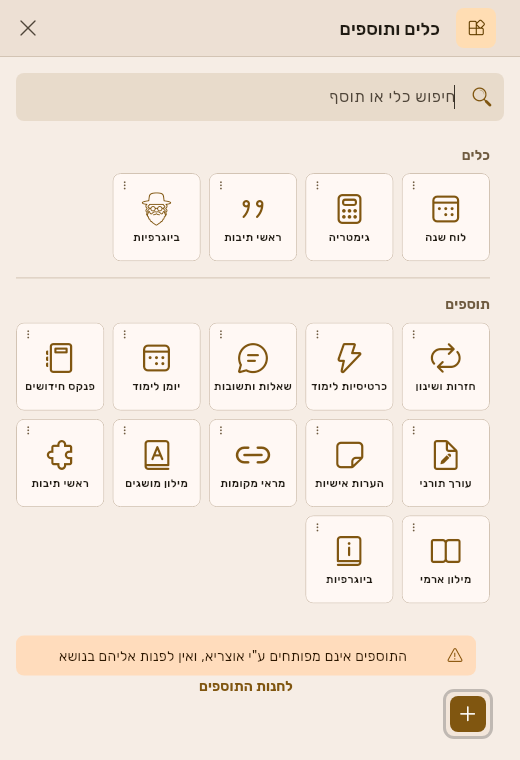 כלים ותוספים
חיפוש כלי או תוסף
כלים
לוח שנה
גימטריה
ראשי תיבות
ביוגרפיות
תוספים
חזרות ושינון
כרטיסיות לימוד
שאלות ותשובות
יומן לימוד
פנקס חידושים
עורך תורני
הערות אישיות
מראי מקומות
מילון מושגים
ראשי תיבות
מילון ארמי
ביוגרפיות
התוספים אינם מפותחים ע"י אוצריא, ואין לפנות אליהם בנושא
לחנות התוספים